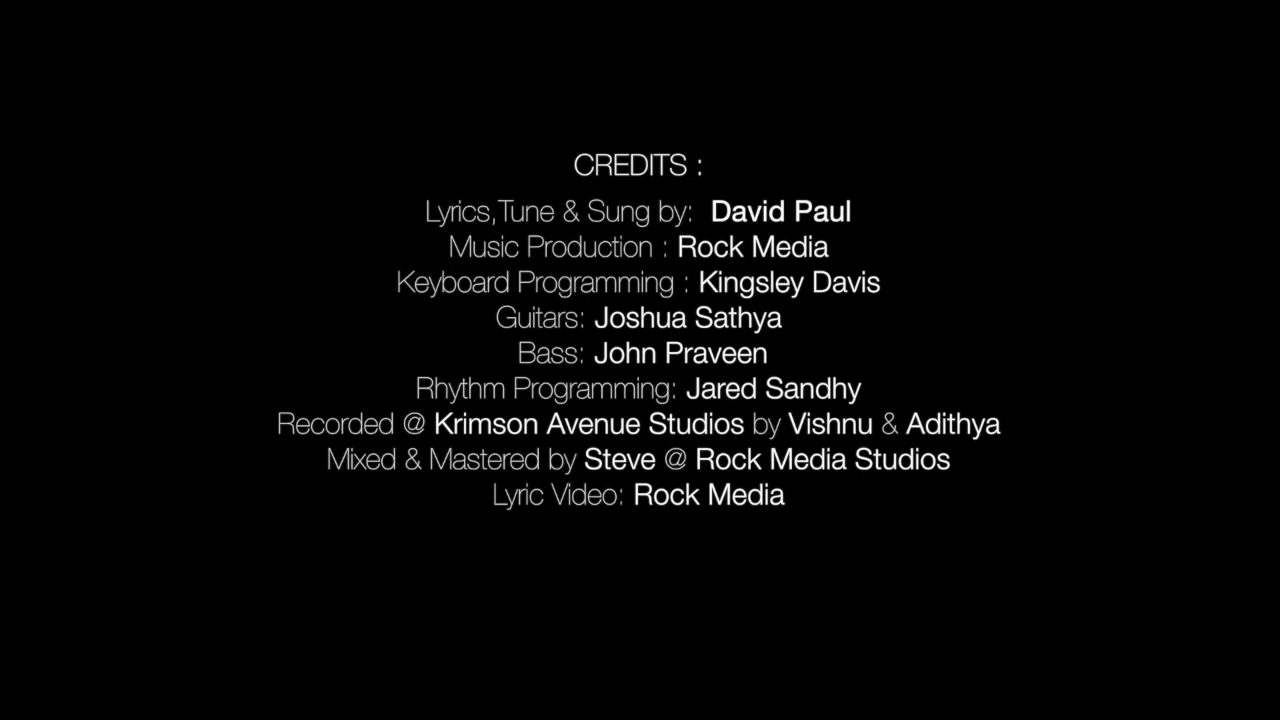 CREDITS :
Lyrics,Tune & Sung by: David Paul
Music Production : Rock Media
Keyboard Programming : Kingsley Davis
Guitars: Joshua Sathya
Bass: John Praveen
Rhythm Programming: Jared Sandhy
Recorded @ Krimson Avenue Studios by Vishnu & Adithya
Mixed & Mastered by Steve @ Rock Media Studios
Lyric Video: Rock Media